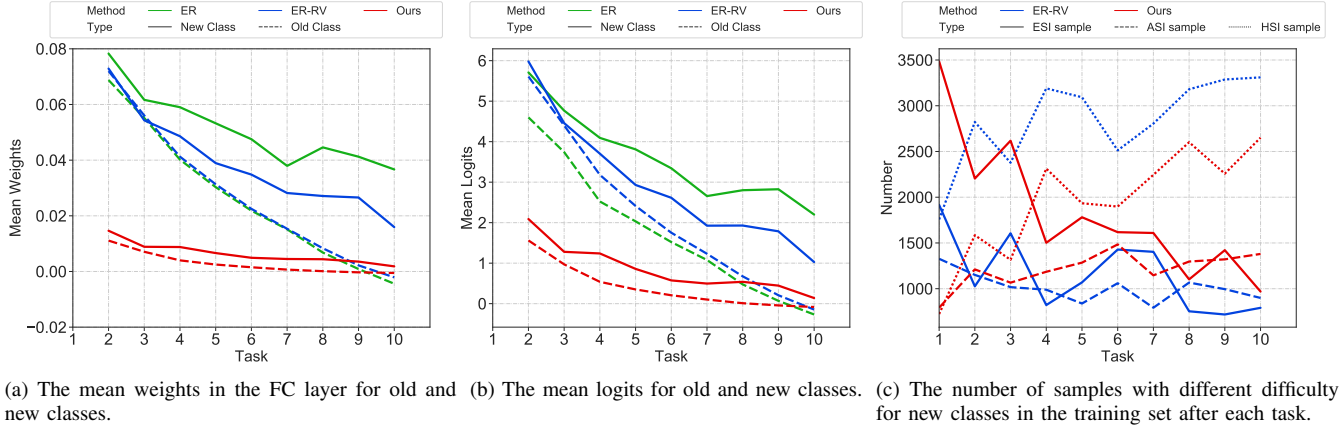 Method ER ER-RV Ours
Type New Class Old Class
0.08
0.06
0.04
0.02
0.00
−0.02
Mean Weights
1 2 3 4 5 6 7 8 9 10
Task
(a) The mean weights in the FC layer for old and
new classes.
Method ER ER-RV Ours
Type New Class Old Class
6
5
4
3
2
1
0
Mean Logits
1 2 3 4 5 6 7 8 9 10
Task
(b) The mean logits for old and new classes.
Method ER-RV Ours
Type ESI sample ASI sample HSI sample
3500
3000
2500
2000
1500
1000
Number
1 2 3 4 5 6 7 8 9 10
Task
(c) The number of samples with different difficulty
for new classes in the training set after each task.